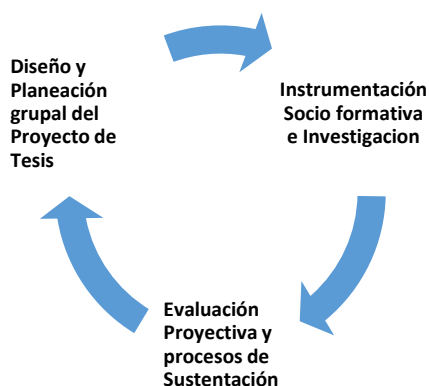 Diseño y
Planeación
grupal del
Proyecto de
Tesis
Instrumentación
Socio formativa
e Investigacion
Evaluación
Proyectiva y
procesos de
Sustentación